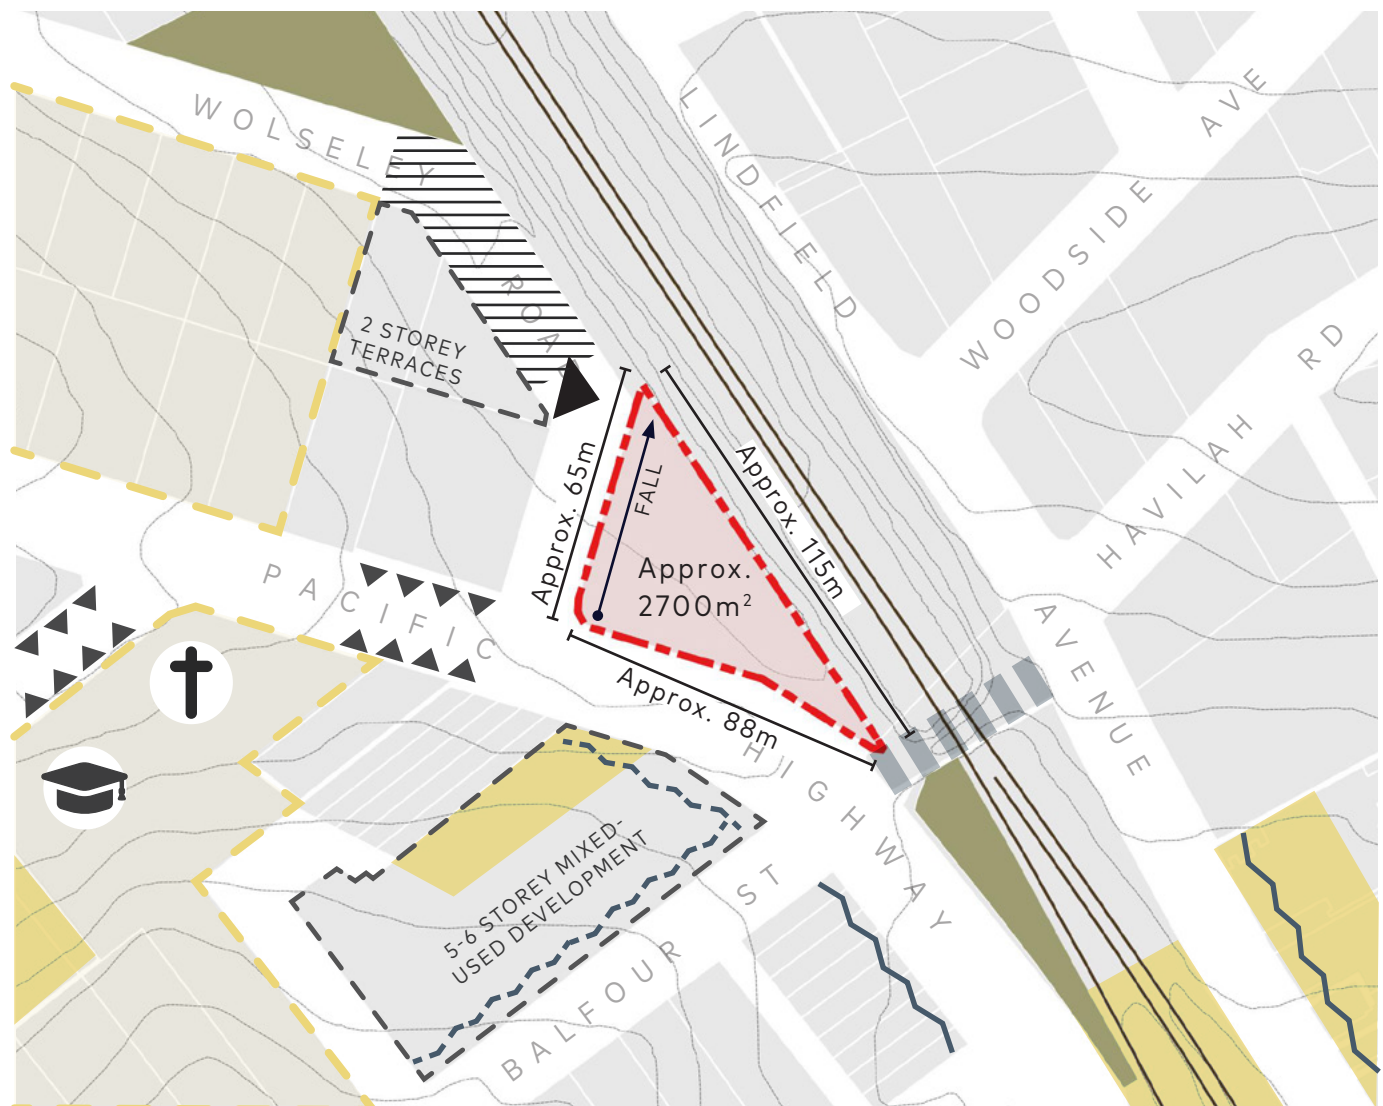 WOLSEY
ROAD
LINDFIELD
AVENUE
WOODSIDE AVE
HAVILAH RD
2 STOREY
TERRACES
Approx. 65m
FALL
Approx. 115m
Approx.
2700m²
Approx. 88m
PACIFIC
HIGHWAY
5-6 STOREY MIXED-
USED DEVELOPMENT
BALFOUR ST